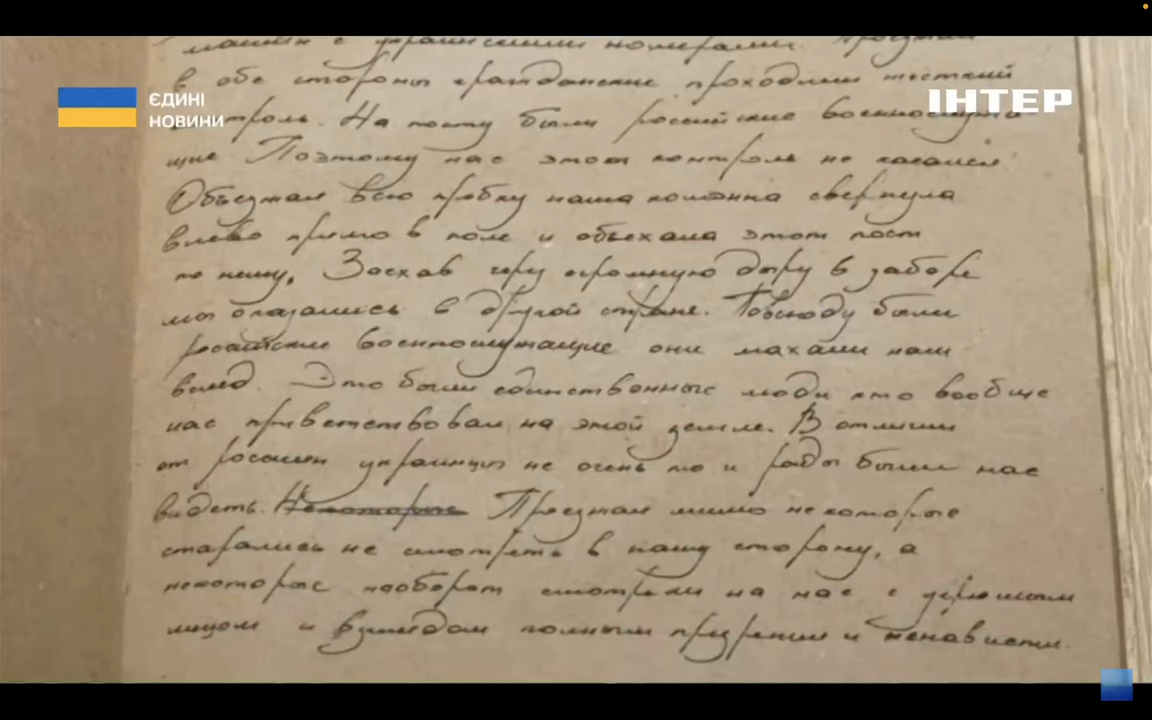 машин с украинскими номерами. Проезжая
в обе стороны гражданские проходили жесткий
ЄДИНІ
НОВИНИ
ІНТЕР
троль. На посту были российские военнослужа
щие. Поэтому нас этот контроль не касался.
Объезжая всю пробку наша колонна свернула
влево прямо в поле и объехала этот пост
Заехав через огромную дыру в заборе
мы оказались в другой стране. Повсюду были
российские военнослужащие они махали нам
вслед. Это были единственные люди кто вообще
нас приветствовал на этой земле. В отличии
от россиян украинцы не очень то и рады были нас
видеть. Некоторые Проезжая мимо некоторые
старались не смотреть в нашу сторону, а
некоторые наоборот смотрели на нас с угрюмым
лицом и взглядом полным презрения и ненависти.